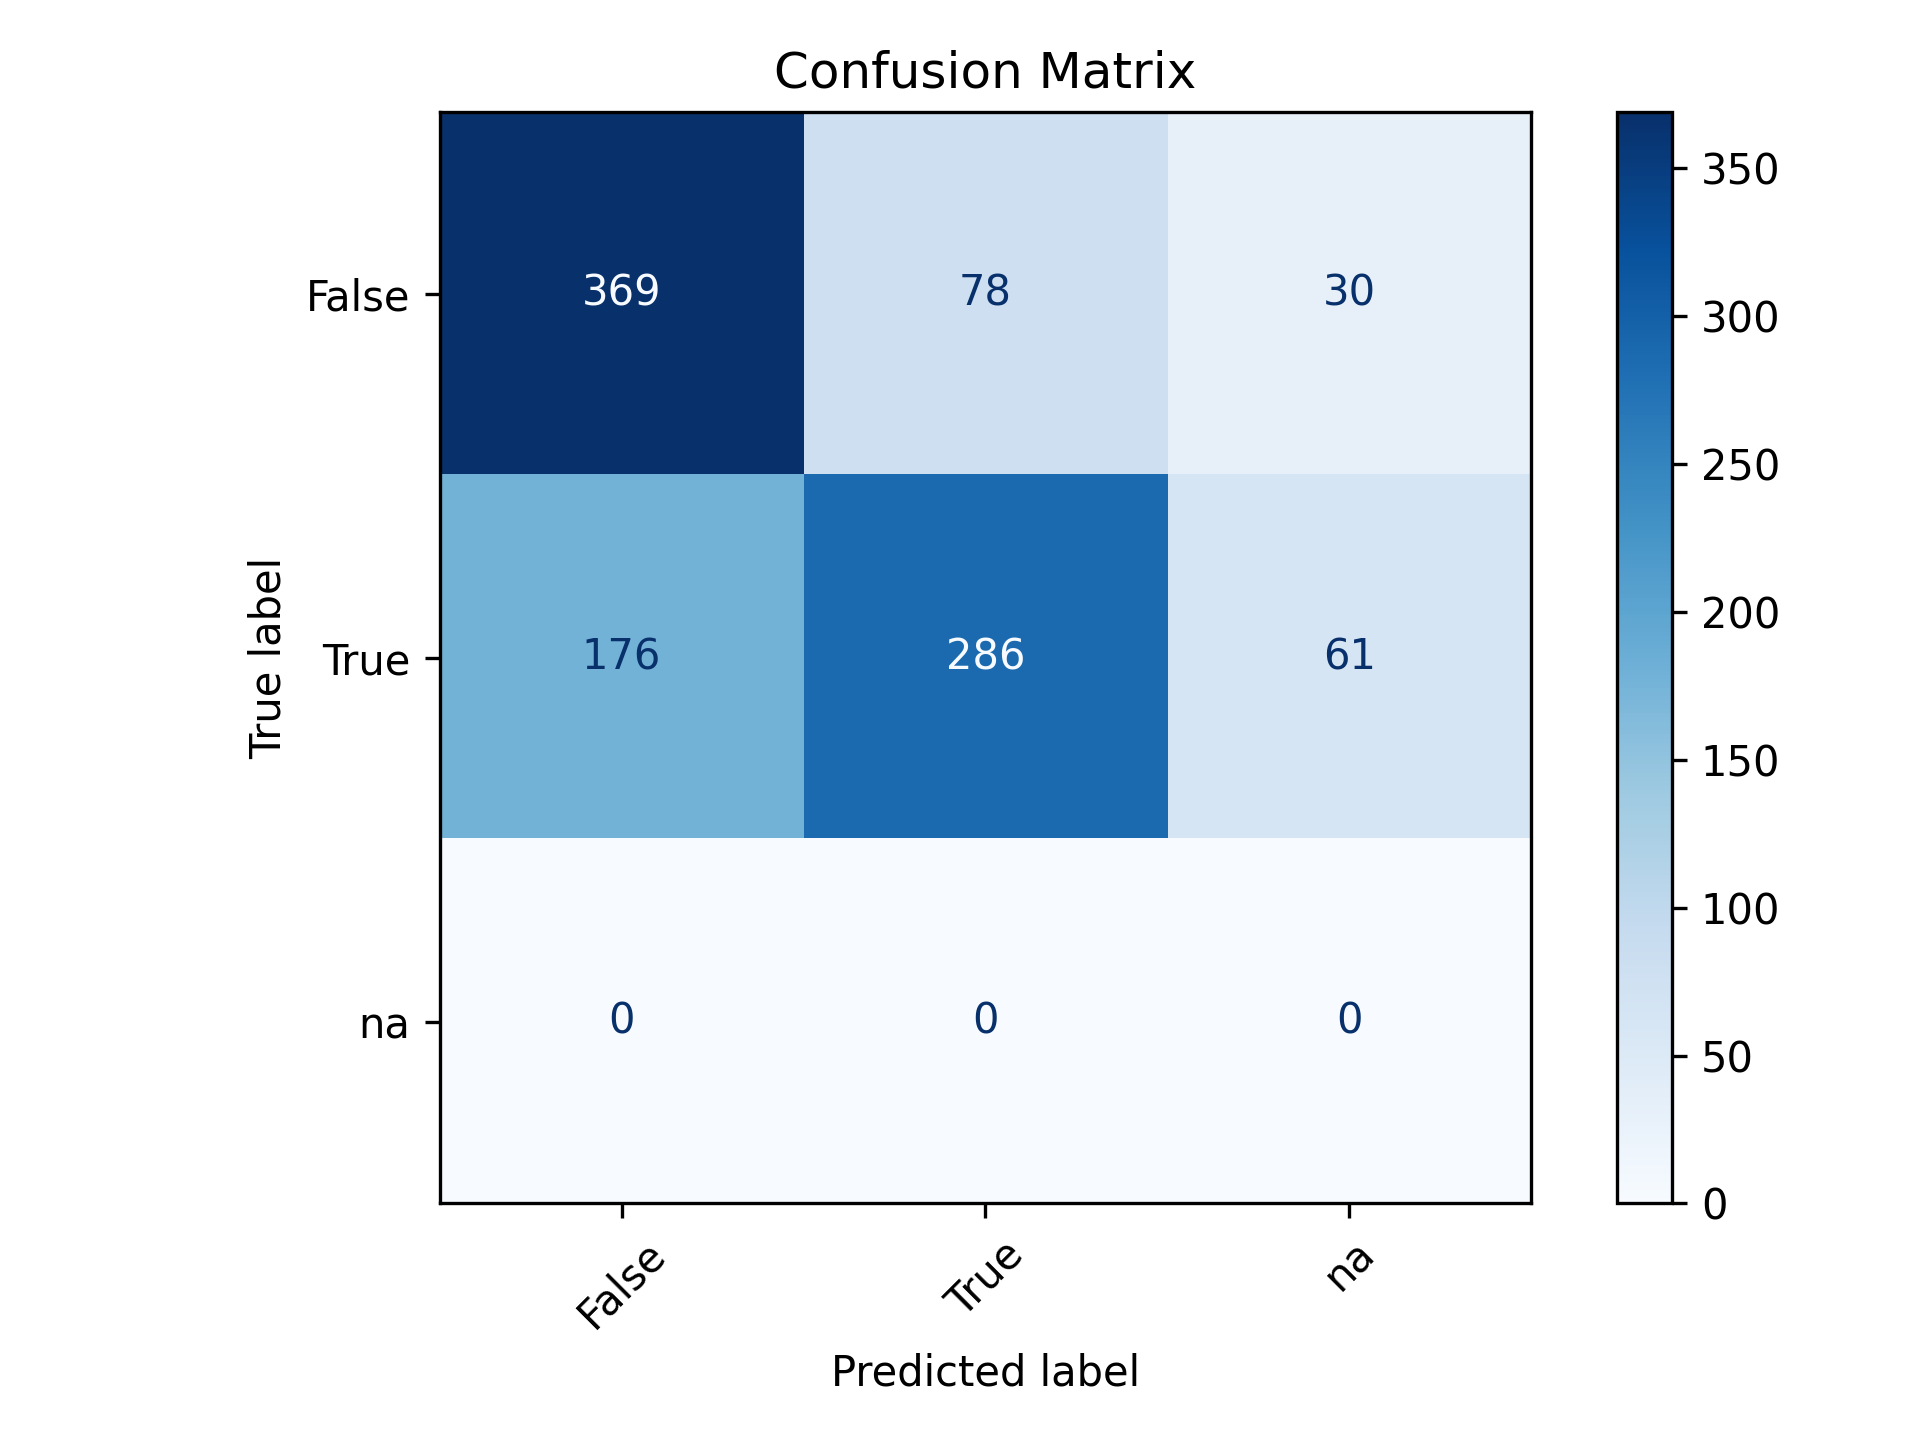 Confusion Matrix
False 369 78 30
True 176 286 61
na 0 0 0
False True na
True label
Predicted label
350
300
250
200
150
100
50
0